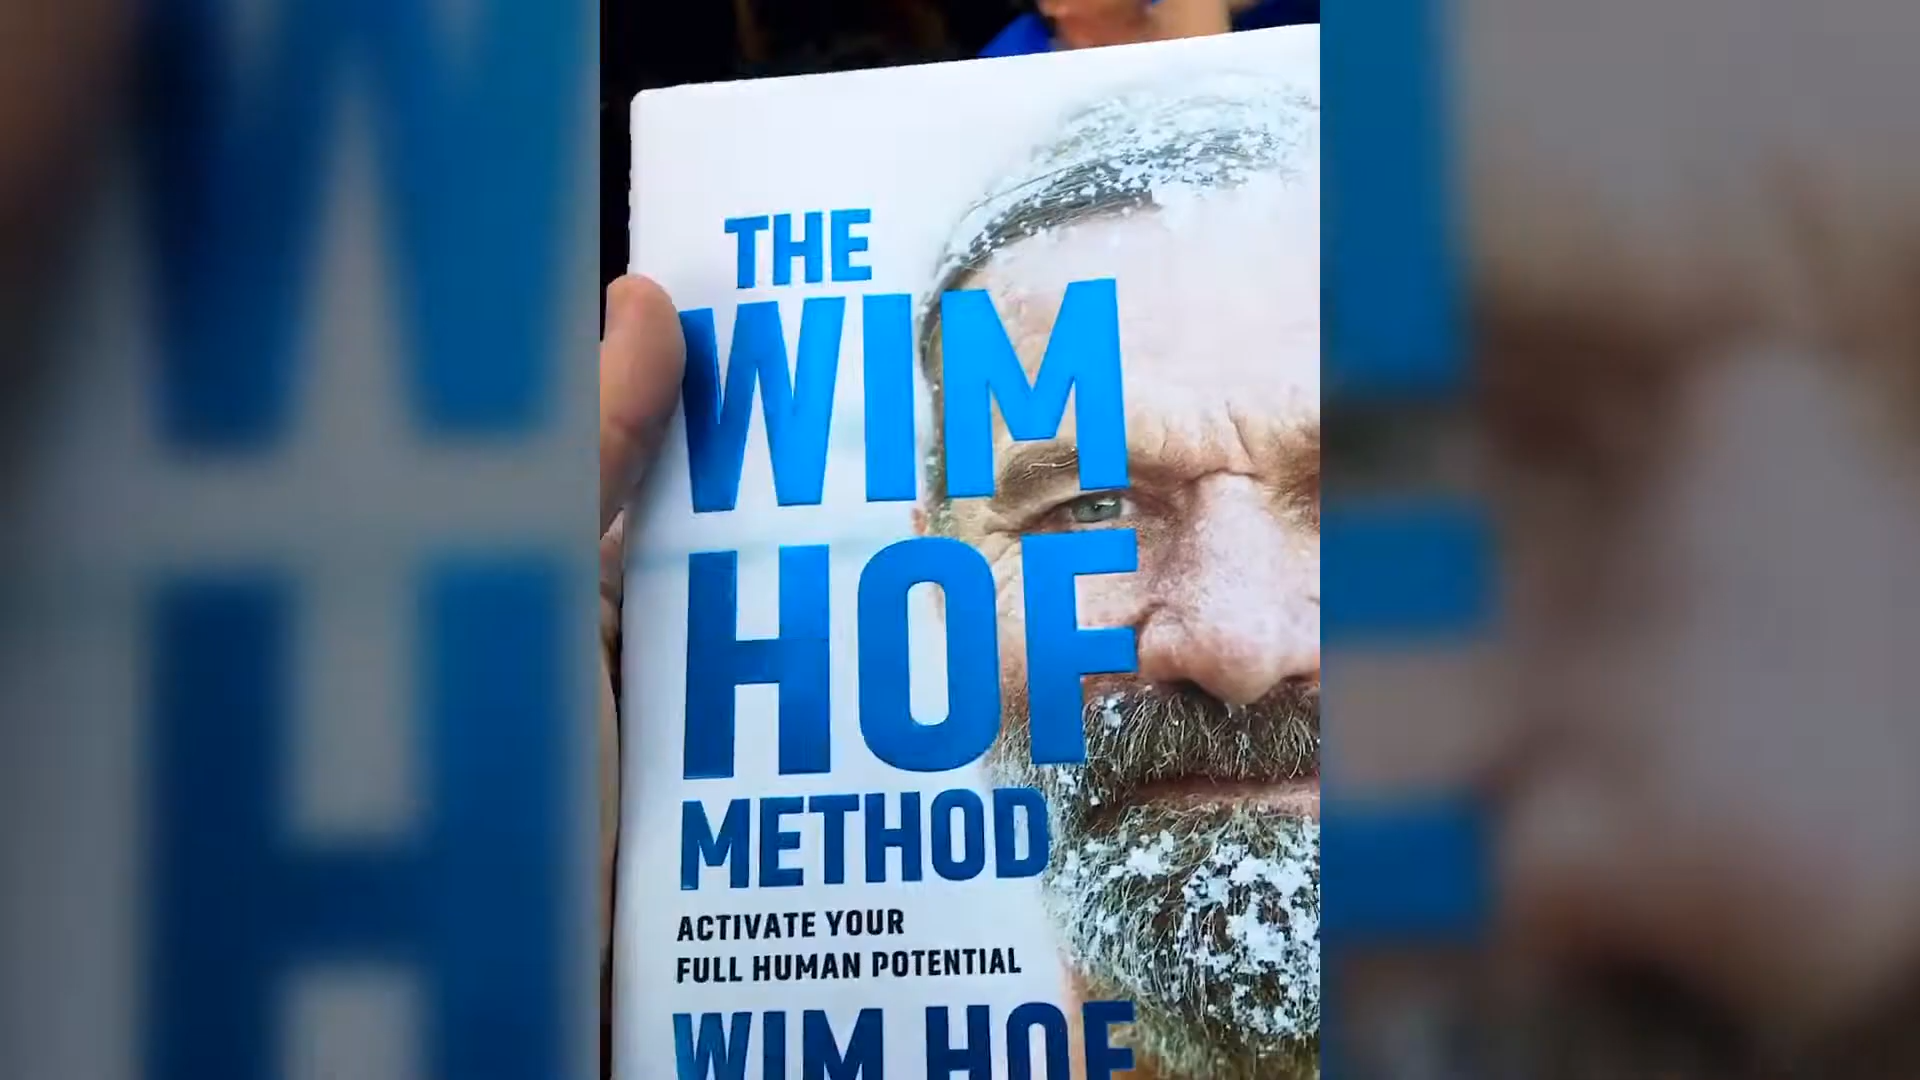 THE
WIM
HOF
METHOD
ACTIVATE YOUR
FULL HUMAN POTENTIAL
WIM HOF